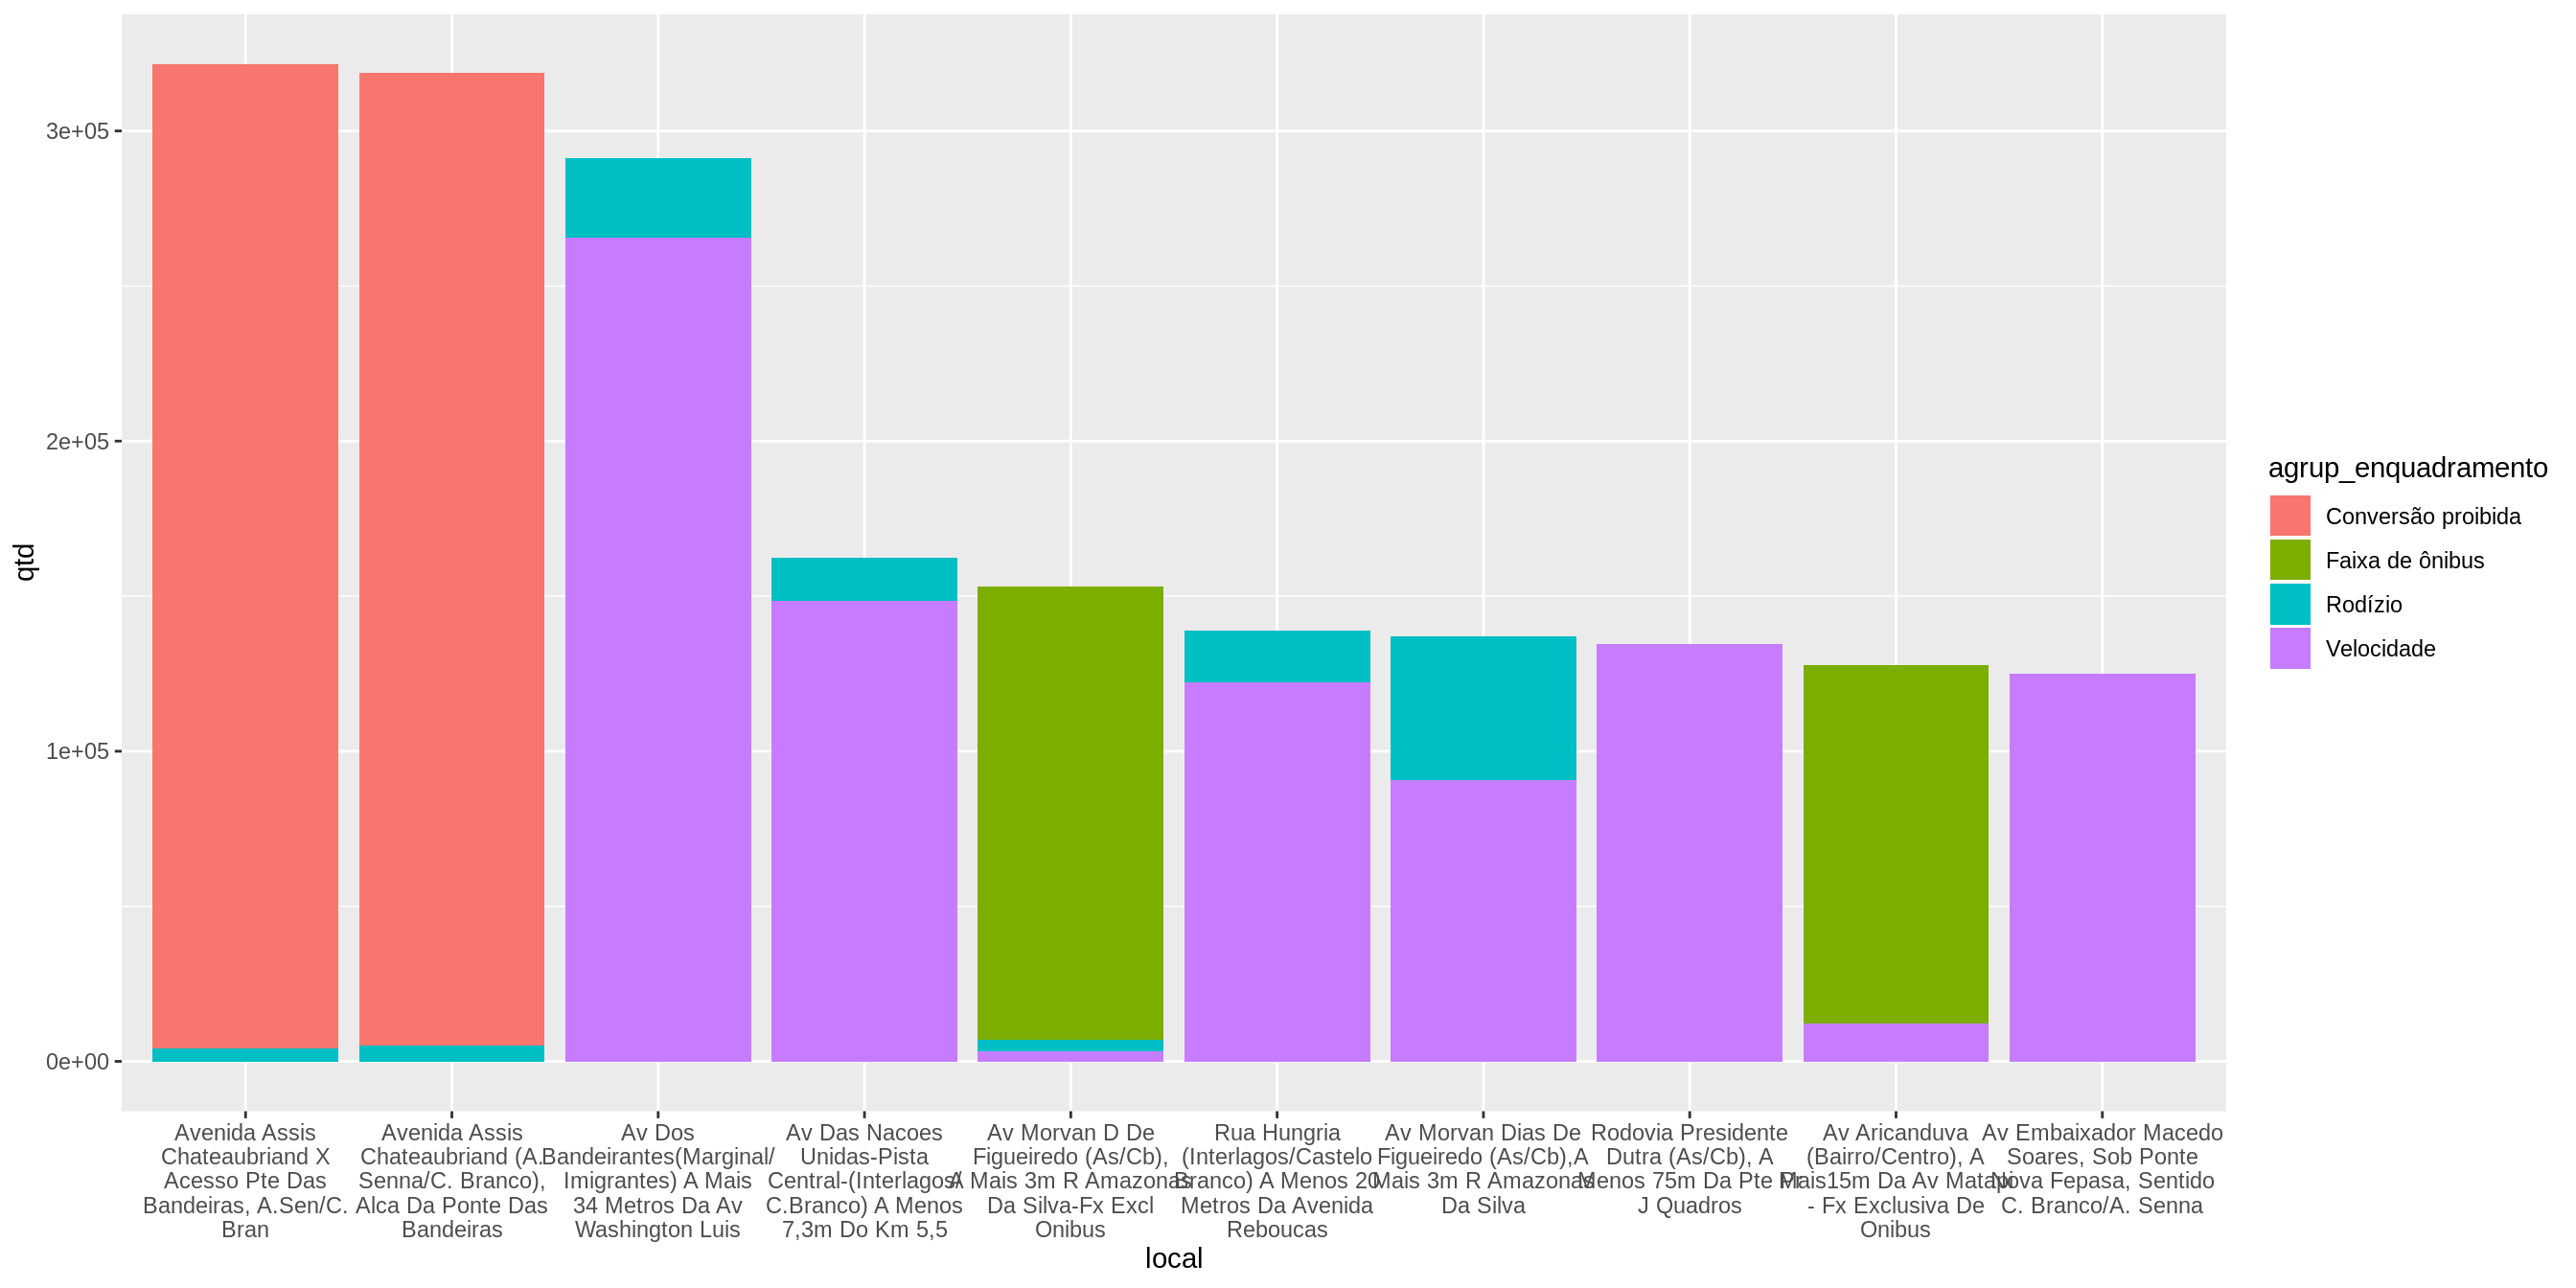 3e+05
2e+05
1e+05
0e+00
qtd
Avenida Assis
Chateaubriand X
Acesso Pte Das
Bandeiras, A.Sen/C.
Bran
Avenida Assis
Chateaubriand (A.
Senna/C. Branco),
Alca Da Ponte Das
Bandeiras
Av Dos
Bandeirantes(Marginal/
Imigrantes) A Mais
34 Metros Da Av
Washington Luis
Av Das Nacoes
Unidas-Pista
Central-(Interlagos/
C.Branco) A Menos
7,3m Do Km 5,5
Av Morvan D De
Figueiredo (As/Cb),
A Mais 3m R Amazonas
Da Silva-Fx Excl
Onibus
Rua Hungria
(Interlagos/Castelo
Branco) A Menos 20
Metros Da Avenida
Reboucas
Av Morvan Dias De
Figueiredo (As/Cb),A
Mais 3m R Amazonas
Da Silva
Rodovia Presidente
Dutra (As/Cb), A
Menos 75m Da Pte Pr
J Quadros
Av Aricanduva
(Bairro/Centro), A
Mais15m Da Av Matapi
- Fx Exclusiva De
Onibus
Av Embaixador Macedo
Soares, Sob Ponte
Nova Fepasa, Sentido
C. Branco/A. Senna
local
agrup_enquadramento
Conversão proibida
Faixa de ônibus
Rodízio
Velocidade